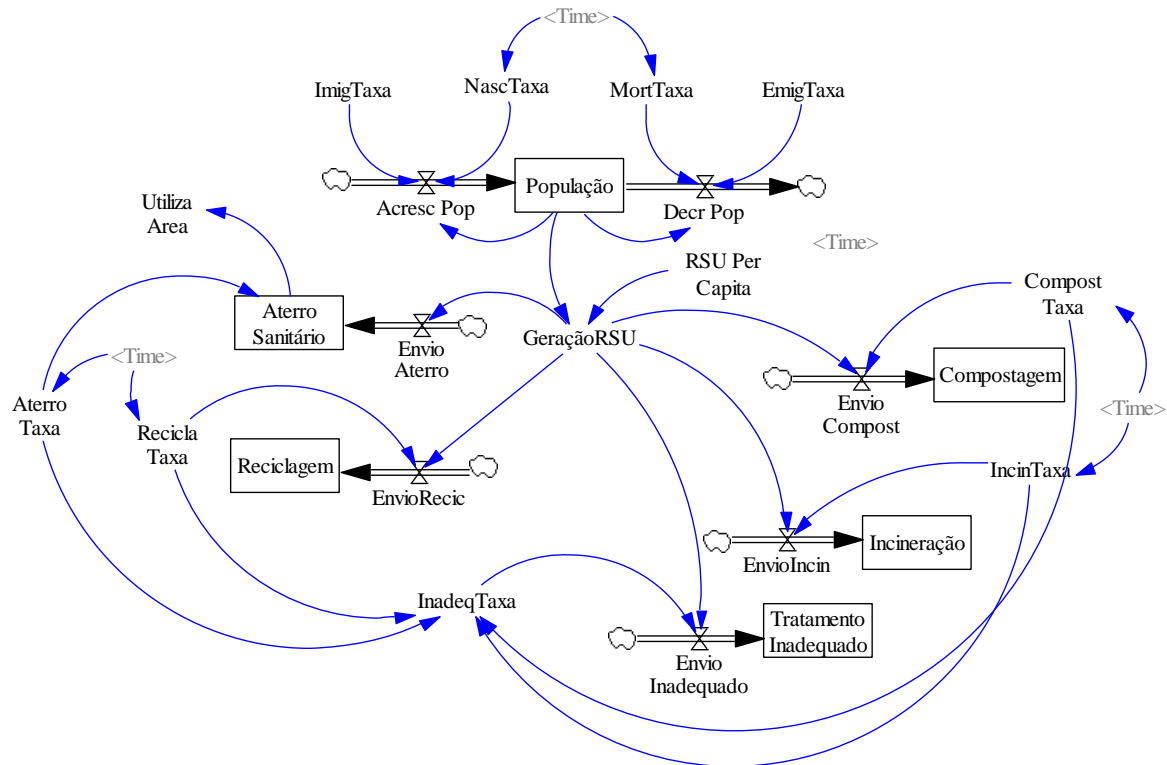 <Time>
ImigTaxa
NascTaxa
MortTaxa
EmigTaxa
População
Acresc Pop
Decr Pop
Utiliza
Area
<Time>
RSU Per
Capita
Compost
Taxa
Aterro
Sanitário
Envio
Aterro
GeraçãoRSU
<Time>
Envio
Compost
Compostagem
<Time>
Aterro
Taxa
Recicla
Taxa
Reciclagem
EnvioRecic
IncinTaxa
EnvioIncin
Incineração
InadeqTaxa
Envio
Inadequado
Tratamento
Inadequado